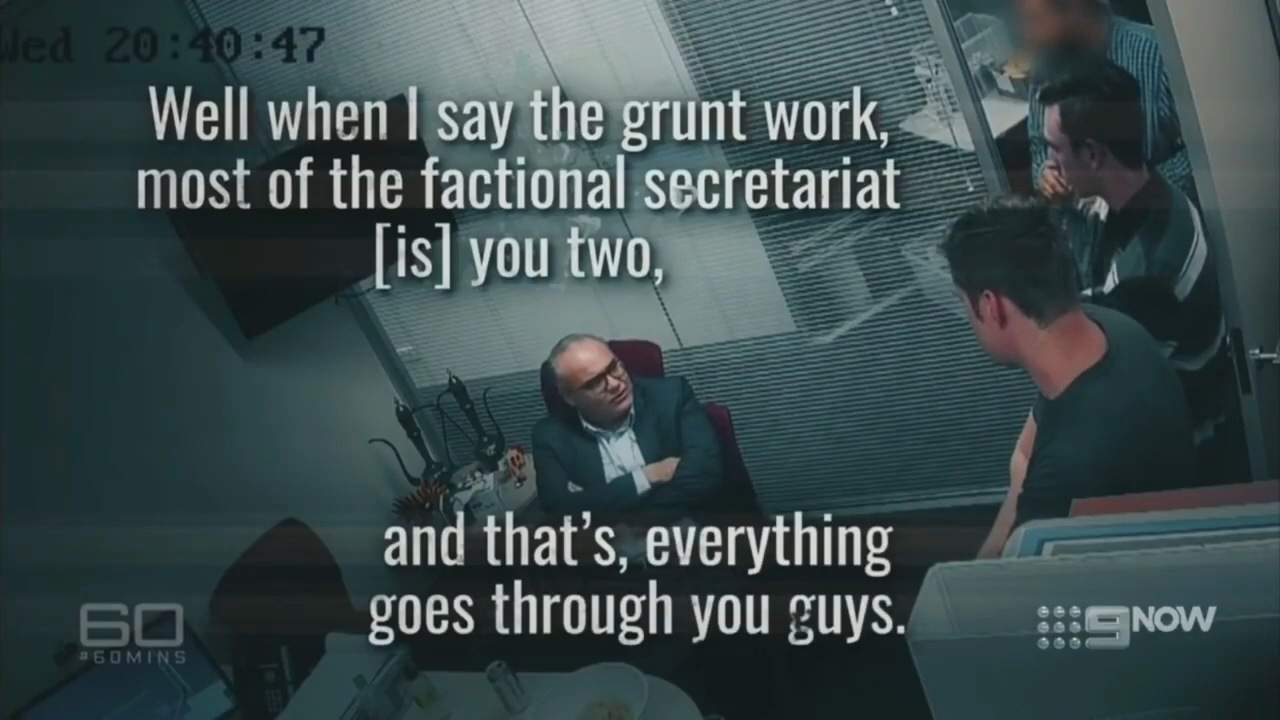 Wed 20:40:47
Well when I say the grunt work,
most of the factional secretariat
[is] you two,
and that's, everything
goes through you guys.
60
#60MINS
9NOW